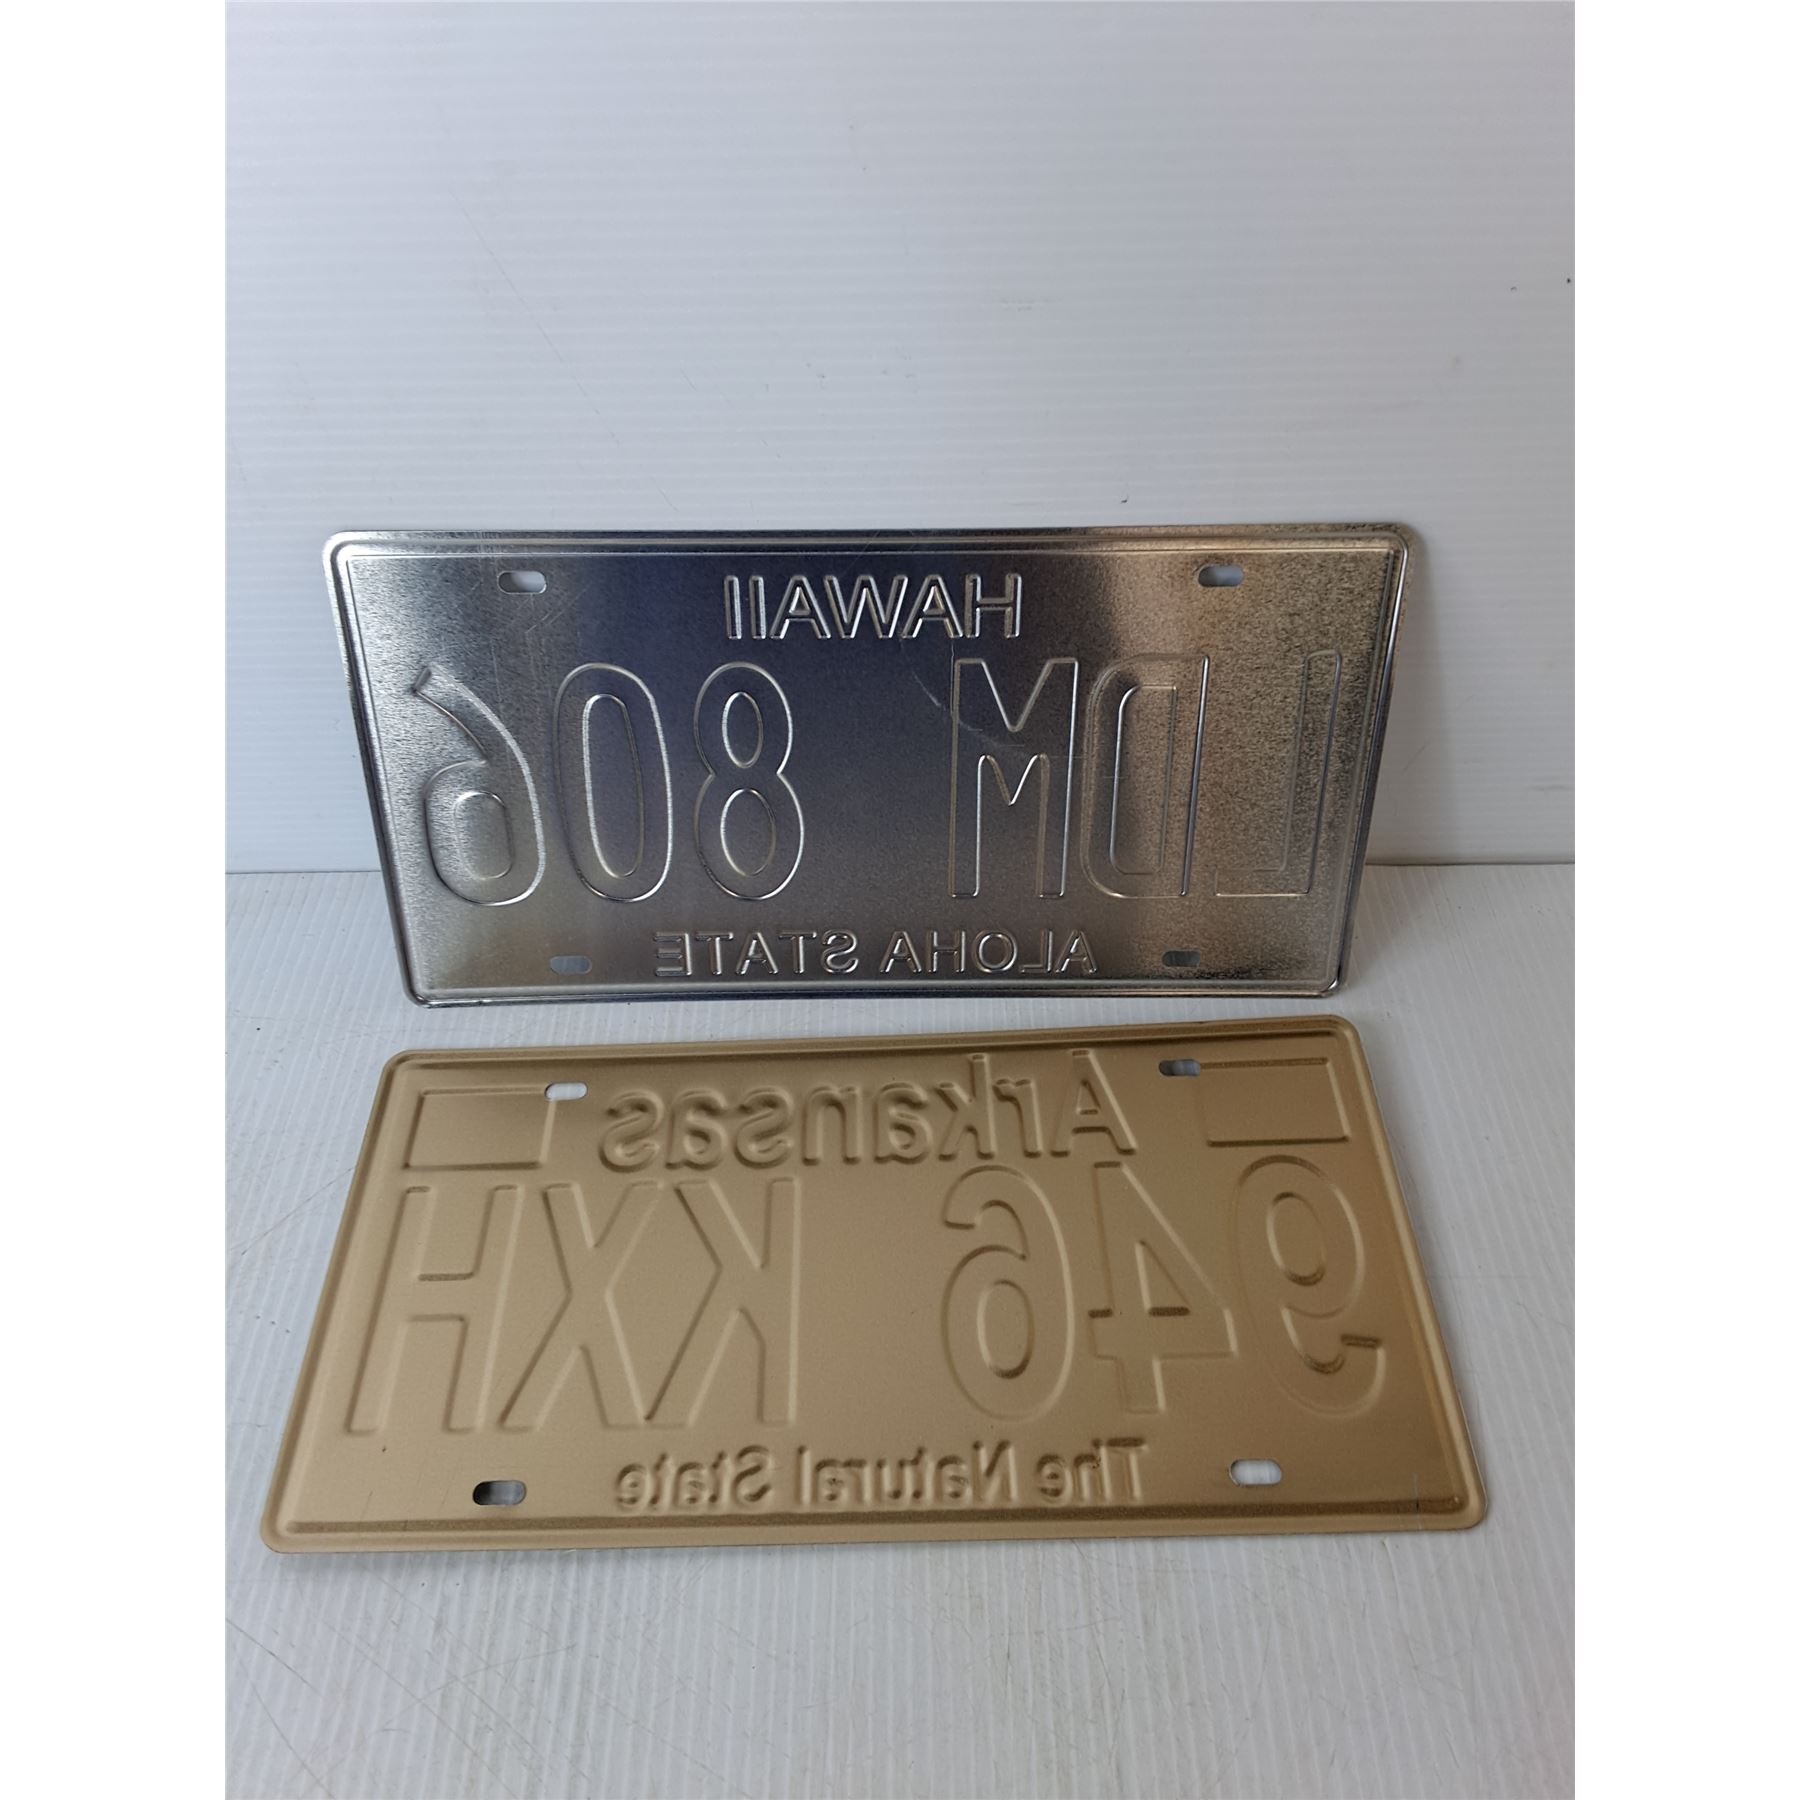 HAWAII
LDM 806
ALOHA STATE
Arkansas
946 KXH
The Natural State